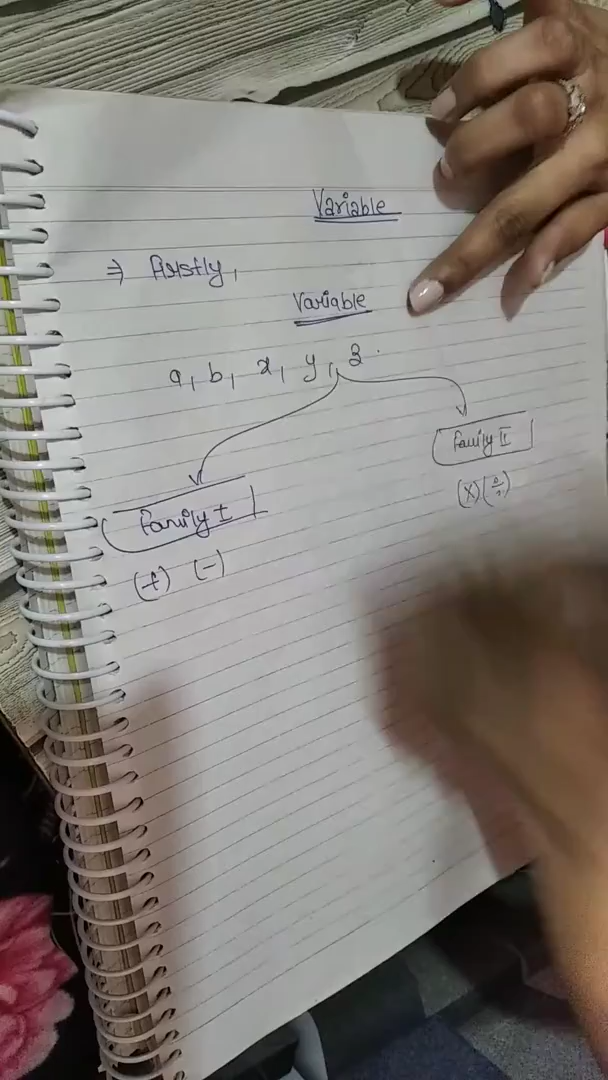 Variable
⇒ Firstly,
Variable
a, b, x, y, z
Family II
(×)
Family I
(+) (-)